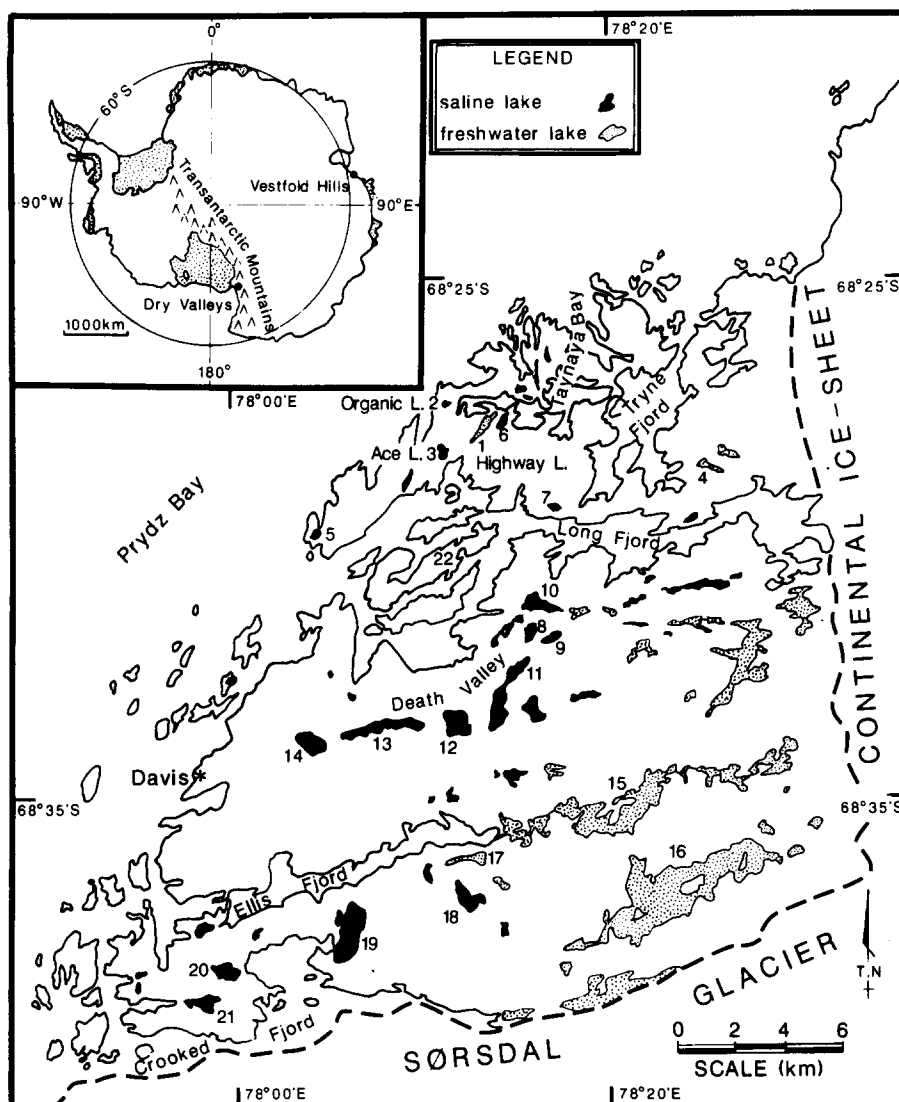 78°20'E
0°
60°S
90°W
90°E
180°
Vestfold Hills
Transantarctic Mountains
Dry Valleys
1000km
LEGEND
saline lake
freshwater lake
68°25'S
68°25'S
78°00'E
Taynaya Bay
Tryne Fjord
Organic L. 2
6
1
Ace L. 3
Highway L.
4
7
5
Prydz Bay
Long Fjord
22
10
8
9
11
Death Valley
12
13
14
Davis*
68°35'S
68°35'S
15
16
17
18
Ellis Fjord
19
20
21
Crooked Fjord
SØRSDAL GLACIER
CONTINENTAL ICE-SHEET
T.N
0 2 4 6
SCALE (km)
78°00'E
78°20'E